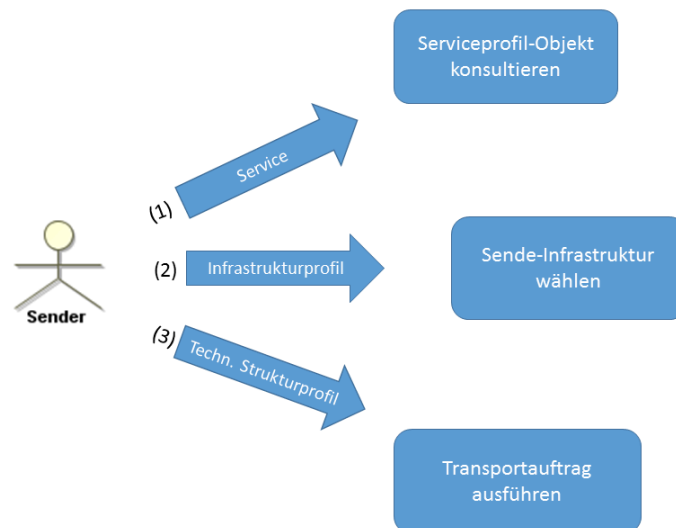 Serviceprofil-Objekt
konsultieren
(1) Service
Sende-Infrastruktur
wählen
(2) Infrastrukturprofil
Sender
(3) Techn. Strukturprofil
Transportauftrag
ausführen